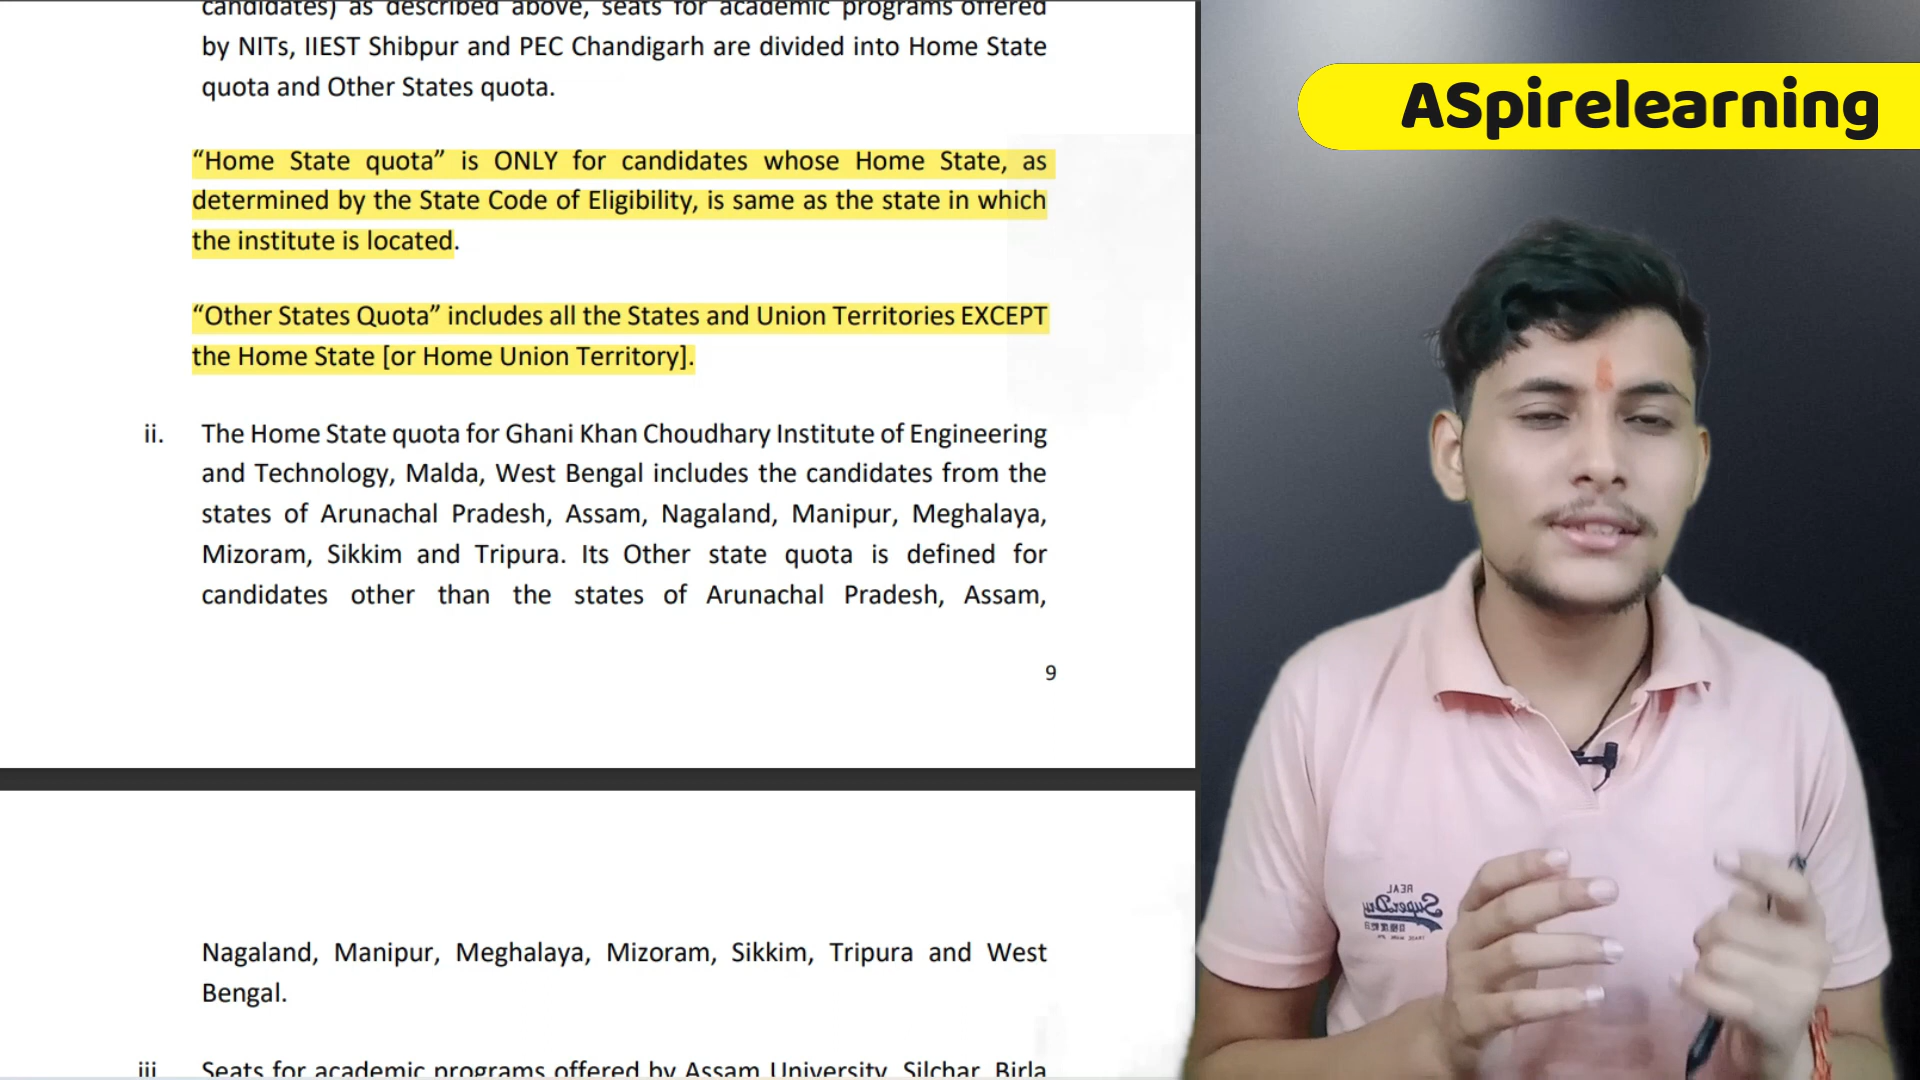 candidates) as described above, seats for academic programs offered
by NITs, IIEST Shibpur and PEC Chandigarh are divided into Home State
quota and Other States quota.
“Home State quota” is ONLY for candidates whose Home State, as
determined by the State Code of Eligibility, is same as the state in which
the institute is located.
“Other States Quota” includes all the States and Union Territories EXCEPT
the Home State [or Home Union Territory].
ii. The Home State quota for Ghani Khan Choudhary Institute of Engineering
and Technology, Malda, West Bengal includes the candidates from the
states of Arunachal Pradesh, Assam, Nagaland, Manipur, Meghalaya,
Mizoram, Sikkim and Tripura. Its Other state quota is defined for
candidates other than the states of Arunachal Pradesh, Assam,
9
Nagaland, Manipur, Meghalaya, Mizoram, Sikkim, Tripura and West
Bengal.
iii Seats for academic programs offered by Assam University, Silchar, Birla
ASpirelearning
REAL
SuperDry